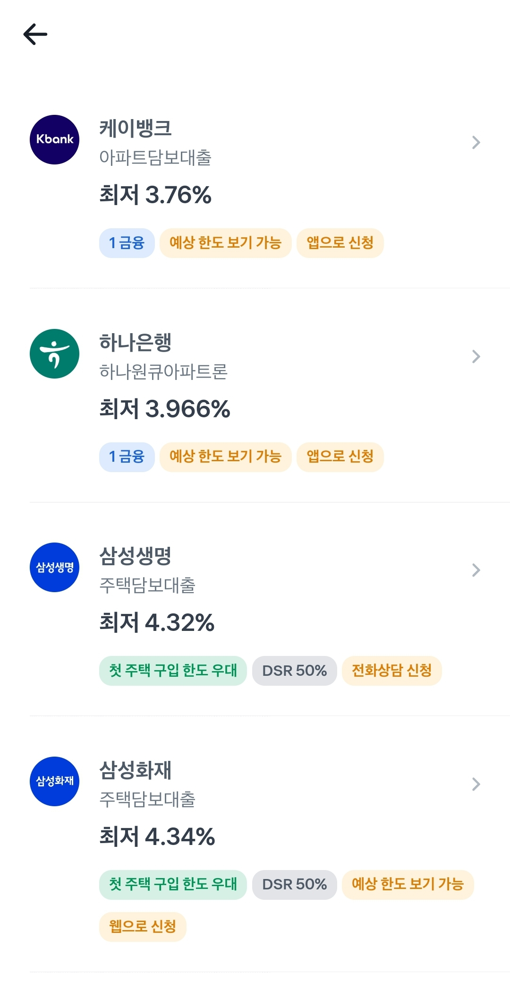 Kbank
케이뱅크
아파트담보대출
최저 3.76%
1 금융 예상 한도 보기 가능 앱으로 신청
하나은행
하나원큐아파트론
최저 3.966%
1 금융 예상 한도 보기 가능 앱으로 신청
삼성생명
삼성생명
주택담보대출
최저 4.32%
첫 주택 구입 한도 우대 DSR 50% 전화상담 신청
삼성화재
삼성화재
주택담보대출
최저 4.34%
첫 주택 구입 한도 우대 DSR 50% 예상 한도 보기 가능
웹으로 신청